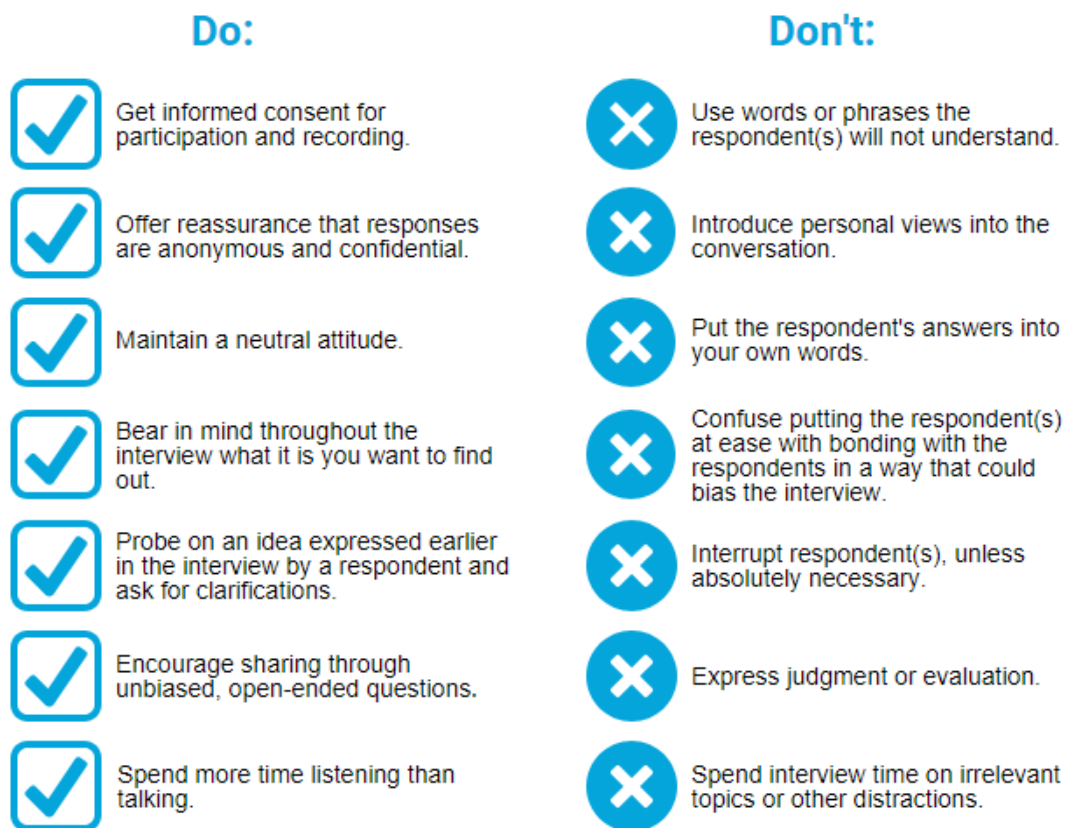 Do:
Get informed consent for
participation and recording.
Offer reassurance that responses
are anonymous and confidential.
Maintain a neutral attitude.
Bear in mind throughout the
interview what it is you want to find
out.
Probe on an idea expressed earlier
in the interview by a respondent and
ask for clarifications.
Encourage sharing through
unbiased, open-ended questions.
Spend more time listening than
talking.
Don't:
Use words or phrases the
respondent(s) will not understand.
Introduce personal views into the
conversation.
Put the respondent's answers into
your own words.
Confuse putting the respondent(s)
at ease with bonding with the
respondents in a way that could
bias the interview.
Interrupt respondent(s), unless
absolutely necessary.
Express judgment or evaluation.
Spend interview time on irrelevant
topics or other distractions.